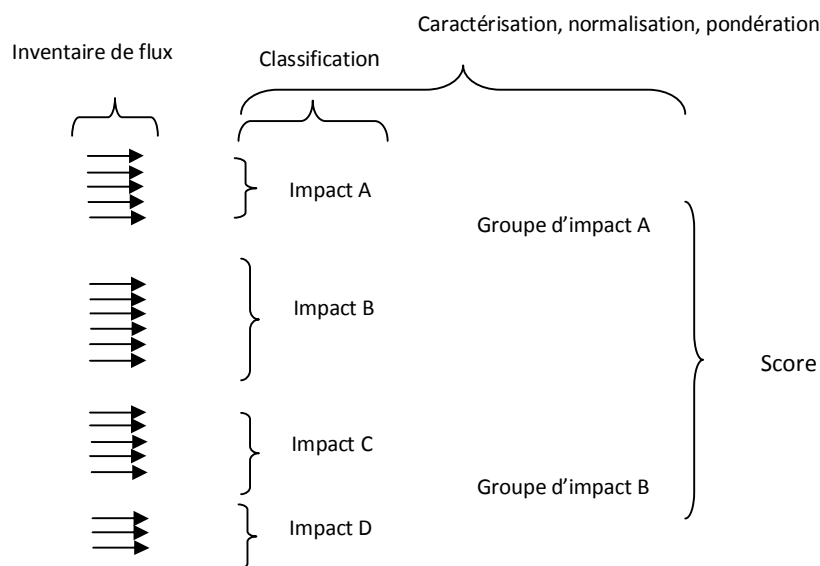 Caractérisation, normalisation, pondération
Inventaire de flux
Classification
Impact A
Groupe d’impact A
Impact B
Score
Impact C
Groupe d’impact B
Impact D